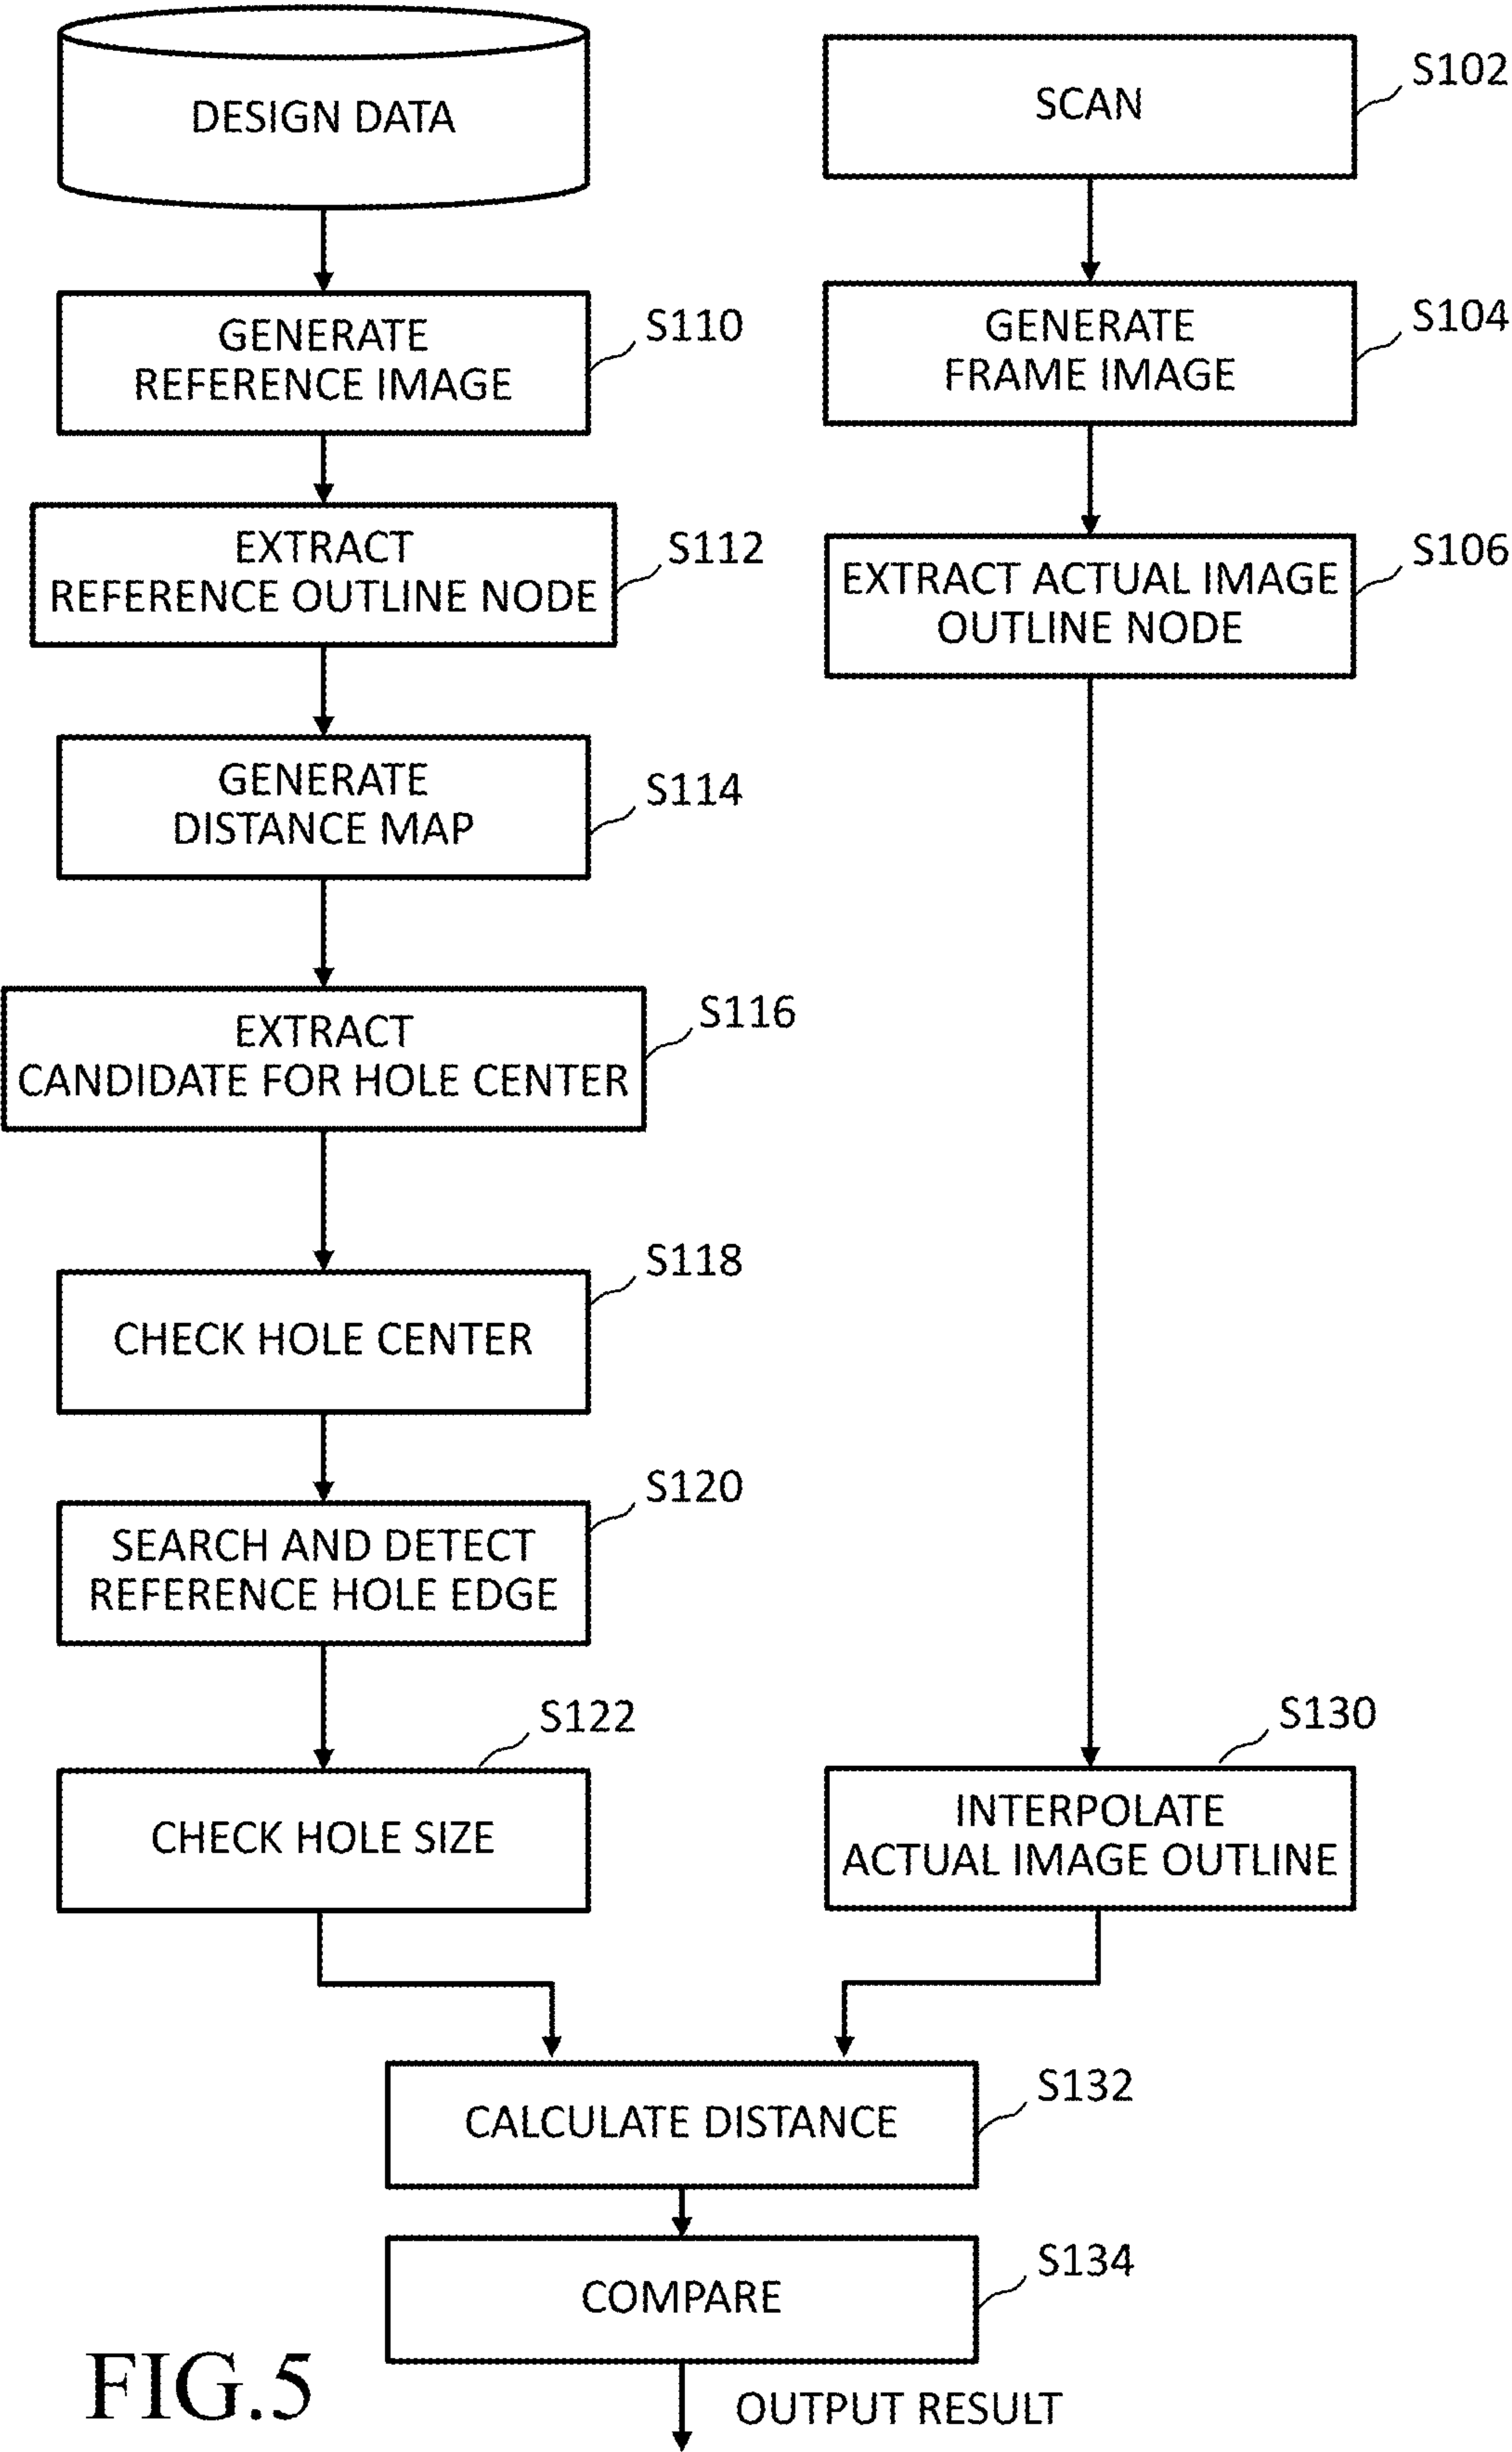 DESIGN DATA
GENERATE
REFERENCE IMAGE
S110
EXTRACT
REFERENCE OUTLINE NODE
S112
GENERATE
DISTANCE MAP
S114
EXTRACT
CANDIDATE FOR HOLE CENTER
S116
CHECK HOLE CENTER
S118
SEARCH AND DETECT
REFERENCE HOLE EDGE
S120
CHECK HOLE SIZE
S122
SCAN
S102
GENERATE
FRAME IMAGE
S104
EXTRACT ACTUAL IMAGE
OUTLINE NODE
S106
INTERPOLATE
ACTUAL IMAGE OUTLINE
S130
CALCULATE DISTANCE
S132
COMPARE
S134
OUTPUT RESULT
FIG.5